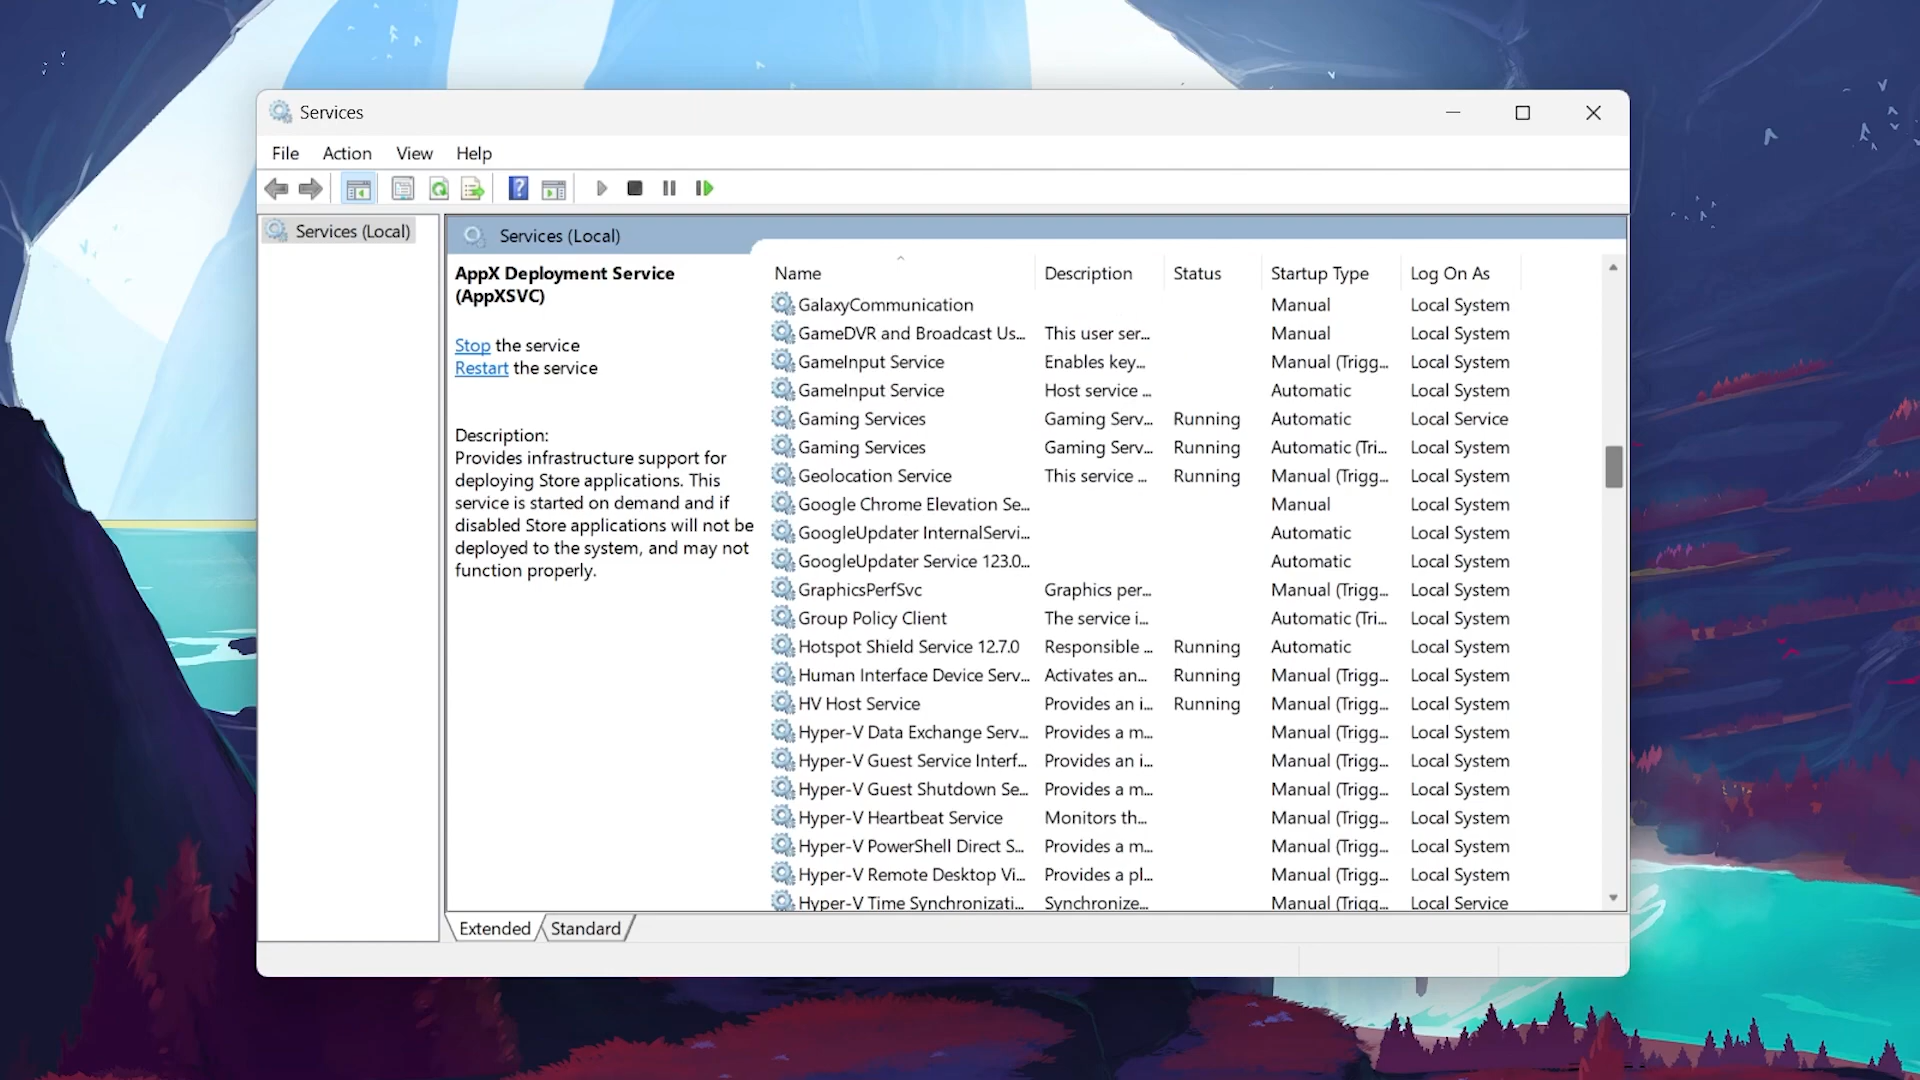 Services
File Action View Help
Services (Local)
Services (Local)
AppX Deployment Service
(AppXSVC)
Stop the service
Restart the service
Description:
Provides infrastructure support for
deploying Store applications. This
service is started on demand and if
disabled Store applications will not be
deployed to the system, and may not
function properly.
Name Description Status Startup Type Log On As
GalaxyCommunication Manual Local System
GameDVR and Broadcast Us... This user ser... Manual Local System
GameInput Service Enables key... Manual (Trigg... Local System
GameInput Service Host service ... Automatic Local System
Gaming Services Gaming Serv... Running Automatic Local Service
Gaming Services Gaming Serv... Running Automatic (Tri... Local System
Geolocation Service This service ... Running Manual (Trigg... Local System
Google Chrome Elevation Se... Manual Local System
GoogleUpdater InternalServi... Automatic Local System
GoogleUpdater Service 123.0... Automatic Local System
GraphicsPerfSvc Graphics per... Manual (Trigg... Local System
Group Policy Client The service i... Automatic (Tri... Local System
Hotspot Shield Service 12.7.0 Responsible ... Running Automatic Local System
Human Interface Device Serv... Activates an... Running Manual (Trigg... Local System
HV Host Service Provides an i... Running Manual (Trigg... Local System
Hyper-V Data Exchange Serv... Provides a m... Manual (Trigg... Local System
Hyper-V Guest Service Interf... Provides an i... Manual (Trigg... Local System
Hyper-V Guest Shutdown Se... Provides a m... Manual (Trigg... Local System
Hyper-V Heartbeat Service Monitors th... Manual (Trigg... Local System
Hyper-V PowerShell Direct S... Provides a m... Manual (Trigg... Local System
Hyper-V Remote Desktop Vi... Provides a pl... Manual (Trigg... Local System
Hyper-V Time Synchronizati... Synchronize... Manual (Trigg... Local Service
Extended Standard